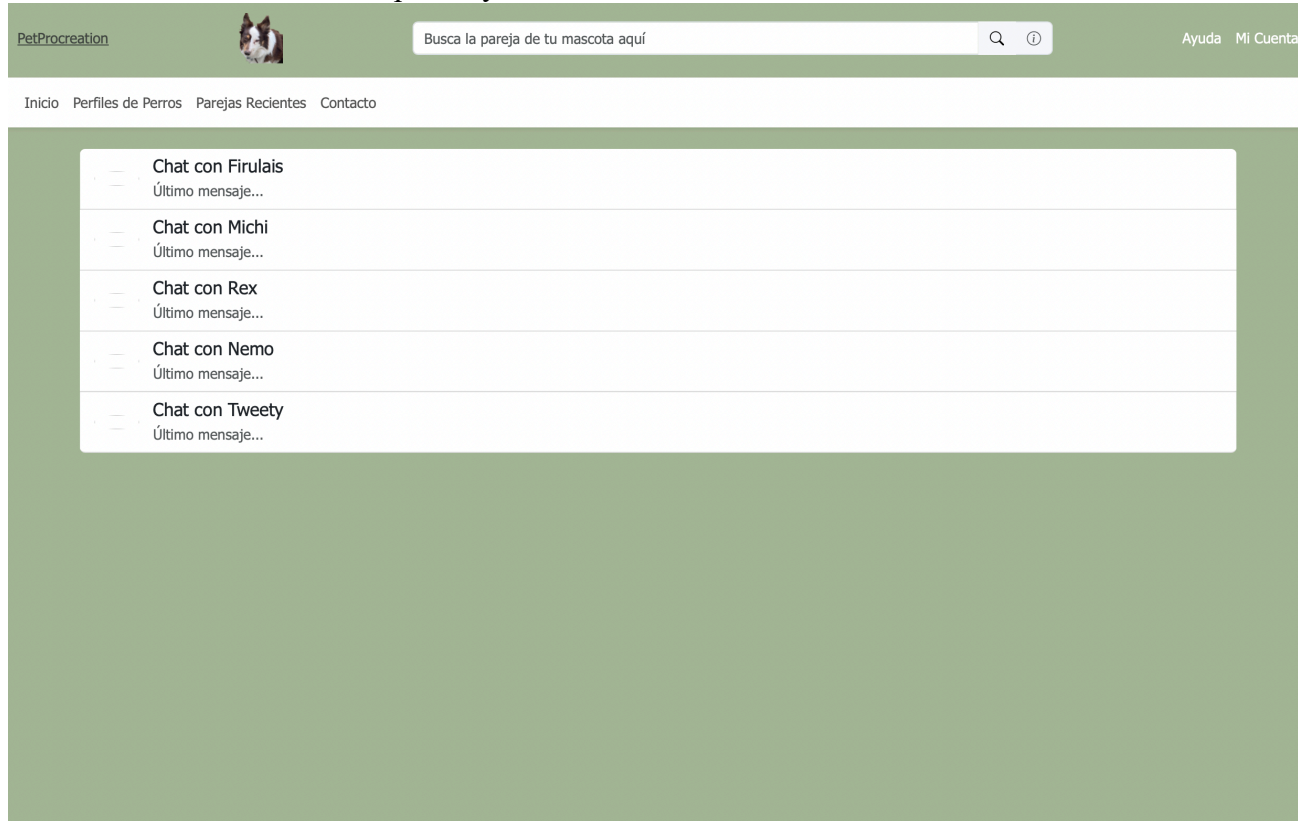 PetProcreation
Busca la pareja de tu mascota aquí
Ayuda Mi Cuenta
Inicio Perfiles de Perros Parejas Recientes Contacto
Chat con Firulais
Último mensaje...
Chat con Michi
Último mensaje...
Chat con Rex
Último mensaje...
Chat con Nemo
Último mensaje...
Chat con Tweety
Último mensaje...